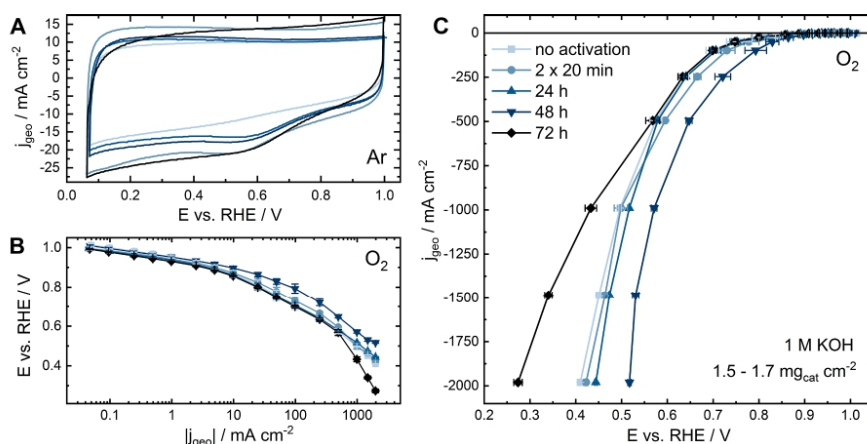 A
j_geo / mA cm⁻²
15
10
5
0
-5
-10
-15
-20
-25
Ar
0.0 0.2 0.4 0.6 0.8 1.0
E vs. RHE / V
B
E vs. RHE / V
1.0
0.8
0.6
0.4
O₂
0.1 1 10 100 1000
|j_geo| / mA cm⁻²
C
j_geo / mA cm⁻²
0
-250
-500
-750
-1000
-1250
-1500
-1750
-2000
O₂
no activation
2 x 20 min
24 h
48 h
72 h
1 M KOH
1.5 - 1.7 mg_cat cm⁻²
0.2 0.3 0.4 0.5 0.6 0.7 0.8 0.9 1.0
E vs. RHE / V